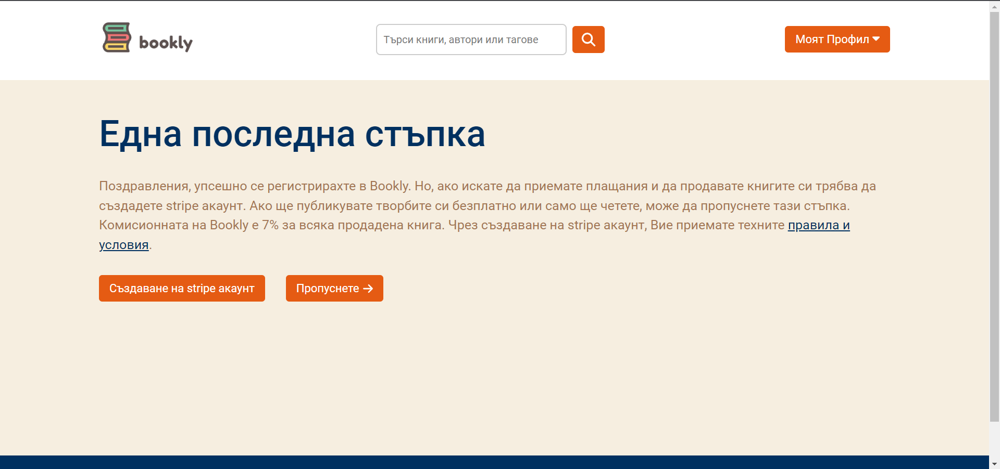 bookly
Търси книги, автори или тагове
Моят Профил
Една последна стъпка
Поздравления, упсешно се регистрирахте в Bookly. Но, ако искате да приемате плащания и да продавате книгите си трябва да
създадете stripe акаунт. Ако ще публикувате творбите си безплатно или само ще четете, може да пропуснете тази стъпка.
Комисионната на Bookly е 7% за всяка продадена книга. Чрез създаване на stripe акаунт, Вие приемате техните правила и
условия.
Създаване на stripe акаунт
Пропуснете →